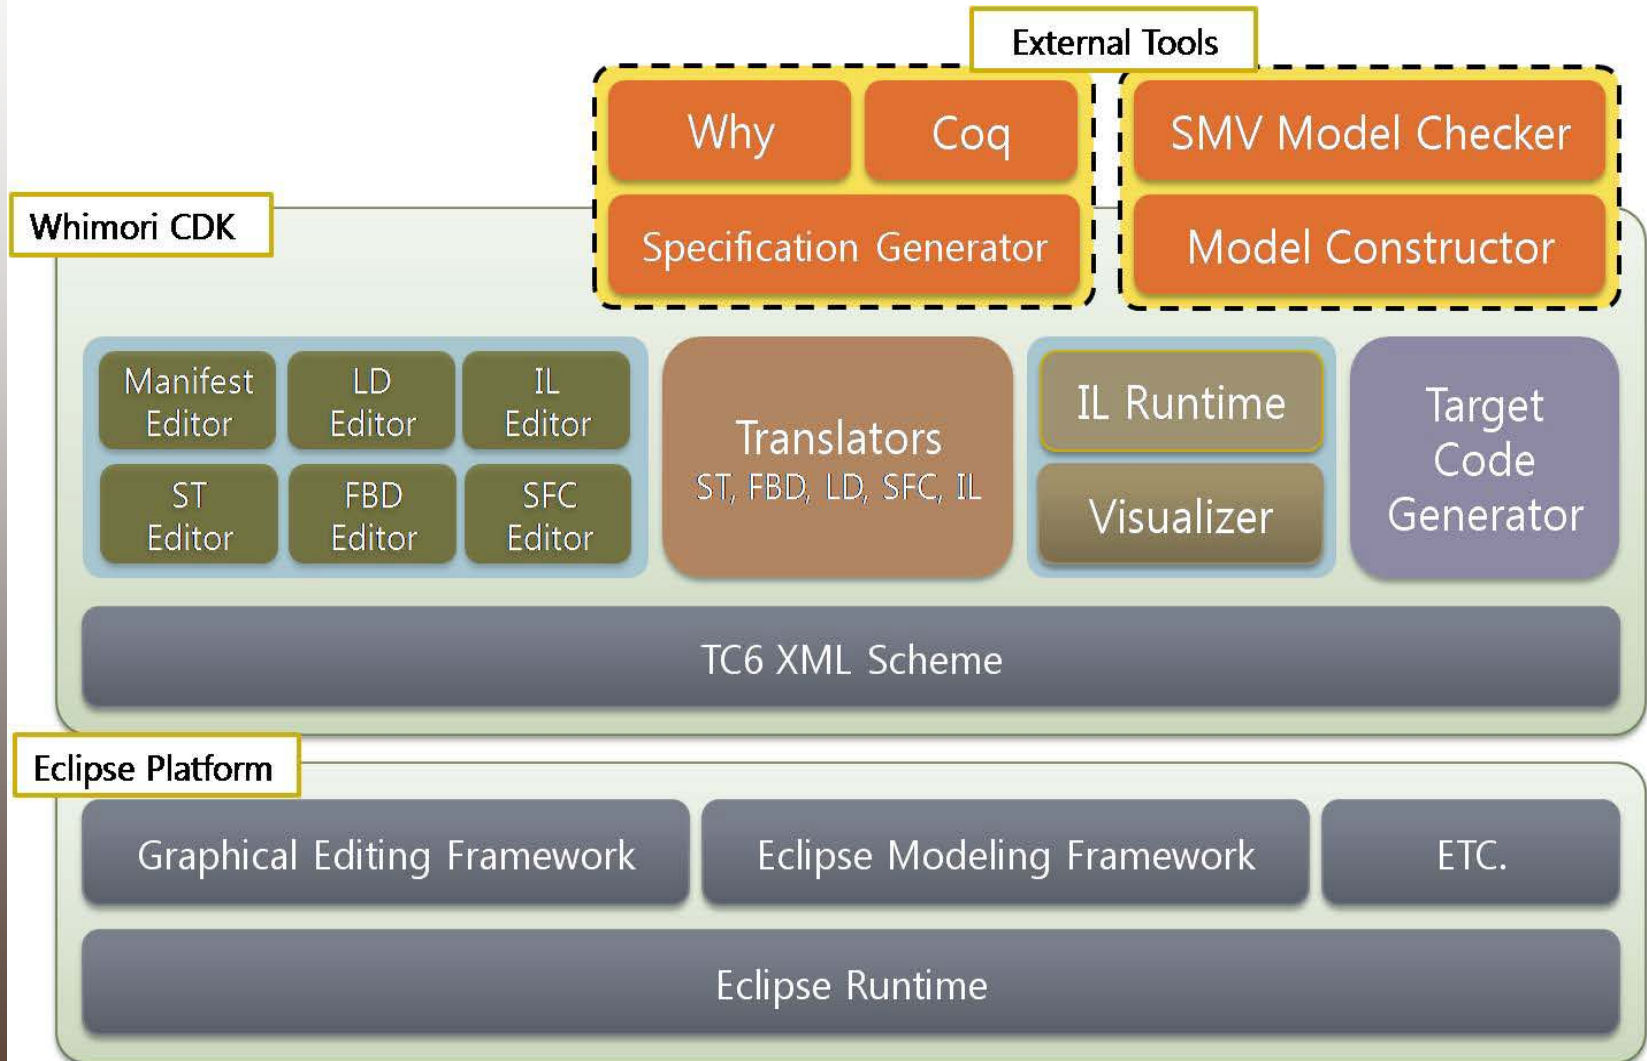 External Tools
Why
Coq
SMV Model Checker
Whimori CDK
Specification Generator
Model Constructor
Manifest
Editor
LD
Editor
IL
Editor
ST
Editor
FBD
Editor
SFC
Editor
Translators
ST, FBD, LD, SFC, IL
IL Runtime
Visualizer
Target
Code
Generator
TC6 XML Scheme
Eclipse Platform
Graphical Editing Framework
Eclipse Modeling Framework
ETC.
Eclipse Runtime